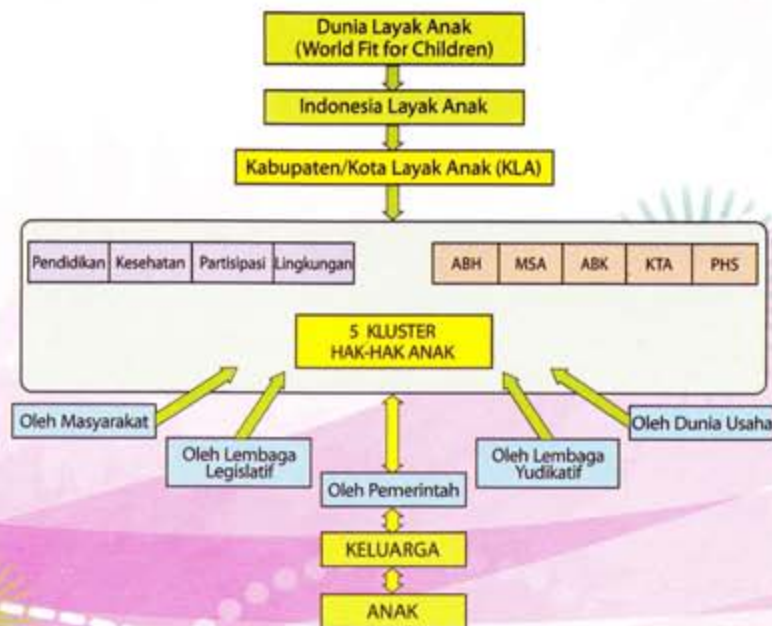 Dunia Layak Anak
(World Fit for Children)
Indonesia Layak Anak
Kabupaten/Kota Layak Anak (KLA)
Pendidikan Kesehatan Partisipasi Lingkungan
ABH MSA ABK KTA PHS
5 KLUSTER
HAK-HAK ANAK
Oleh Masyarakat
Oleh Dunia Usaha
Oleh Lembaga
Legislatif
Oleh Lembaga
Yudikatif
Oleh Pemerintah
KELUARGA
ANAK